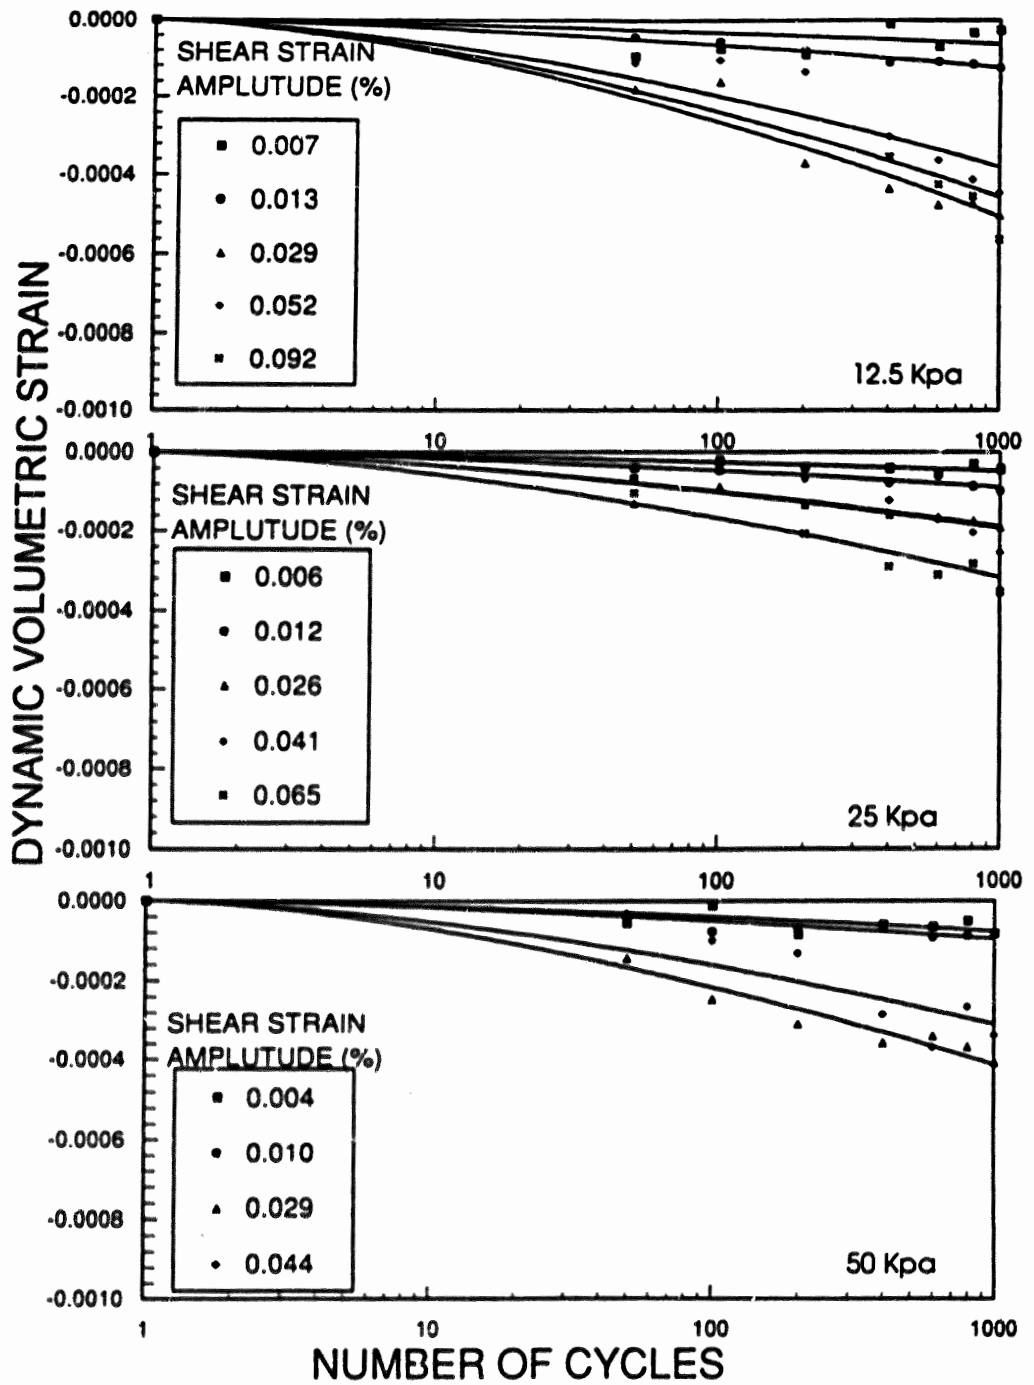 DYNAMIC VOLUMETRIC STRAIN
0.0000
-0.0002
-0.0004
-0.0006
-0.0008
-0.0010
SHEAR STRAIN
AMPLUTUDE (%)
0.007
0.013
0.029
0.052
0.092
12.5 Kpa
1 10 100 1000
0.0000
-0.0002
-0.0004
-0.0006
-0.0008
-0.0010
SHEAR STRAIN
AMPLUTUDE (%)
0.006
0.012
0.026
0.041
0.065
25 Kpa
1 10 100 1000
0.0000
-0.0002
-0.0004
-0.0006
-0.0008
-0.0010
SHEAR STRAIN
AMPLUTUDE (%)
0.004
0.010
0.029
0.044
50 Kpa
1 10 100 1000
NUMBER OF CYCLES